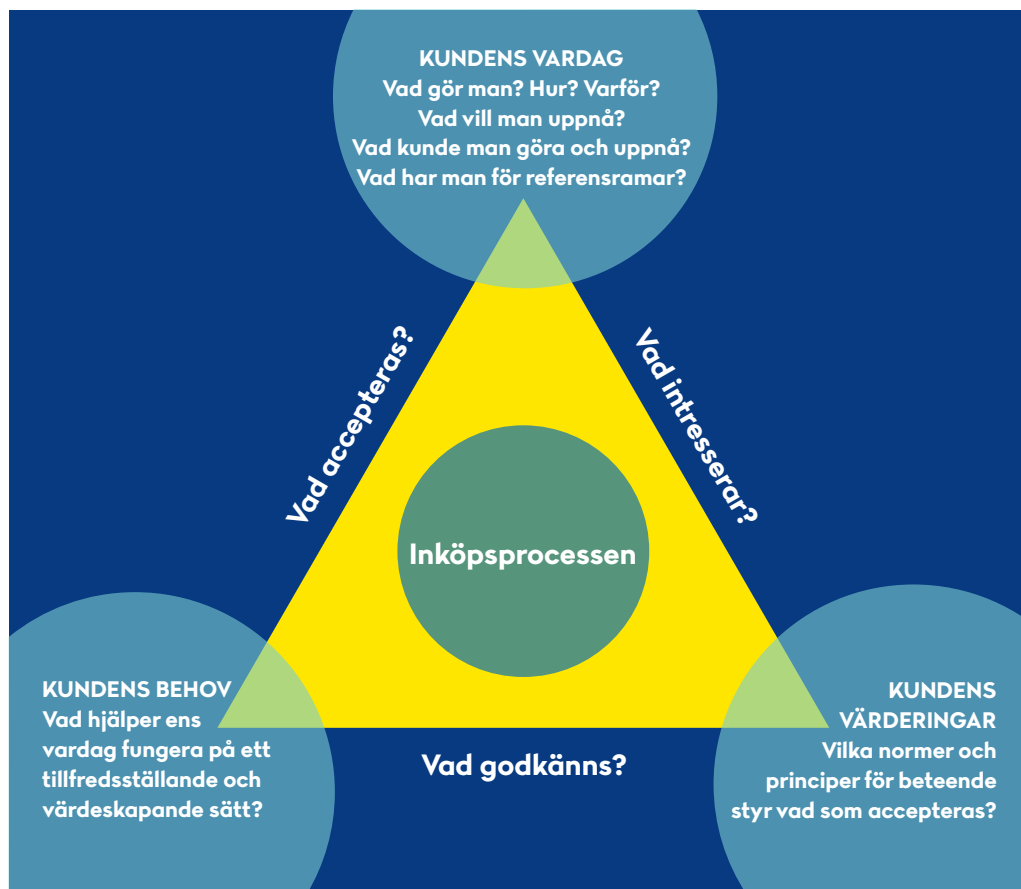 KUNDENS VARDAG
Vad gör man? Hur? Varför?
Vad vill man uppnå?
Vad kunde man göra och uppnå?
Vad har man för referensramar?
Vad accepteras?
Vad intresserar?
Inköpsprocessen
KUNDENS BEHOV
Vad hjälper ens
vardag fungera på ett
tillfredsställande och
värdeskapande sätt?
Vad godkänns?
KUNDENS
VÄRDERINGAR
Vilka normer och
principer för beteende
styr vad som accepteras?